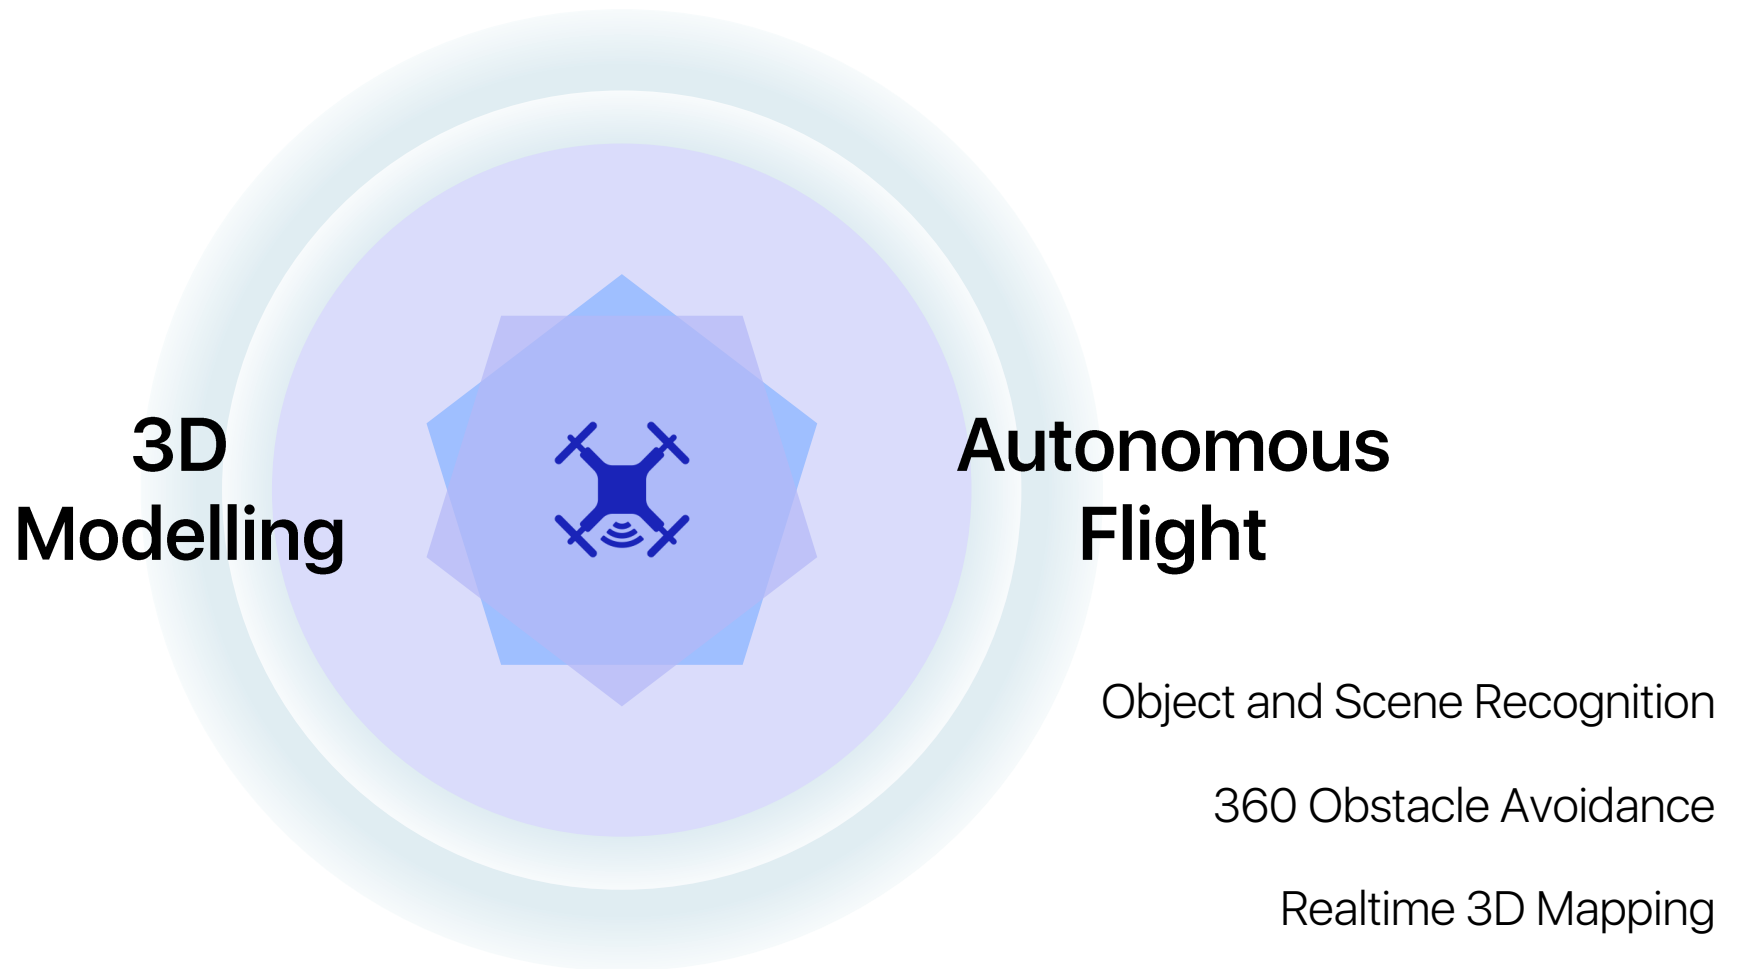 3D
Modelling
Autonomous
Flight
Object and Scene Recognition
360 Obstacle Avoidance
Realtime 3D Mapping